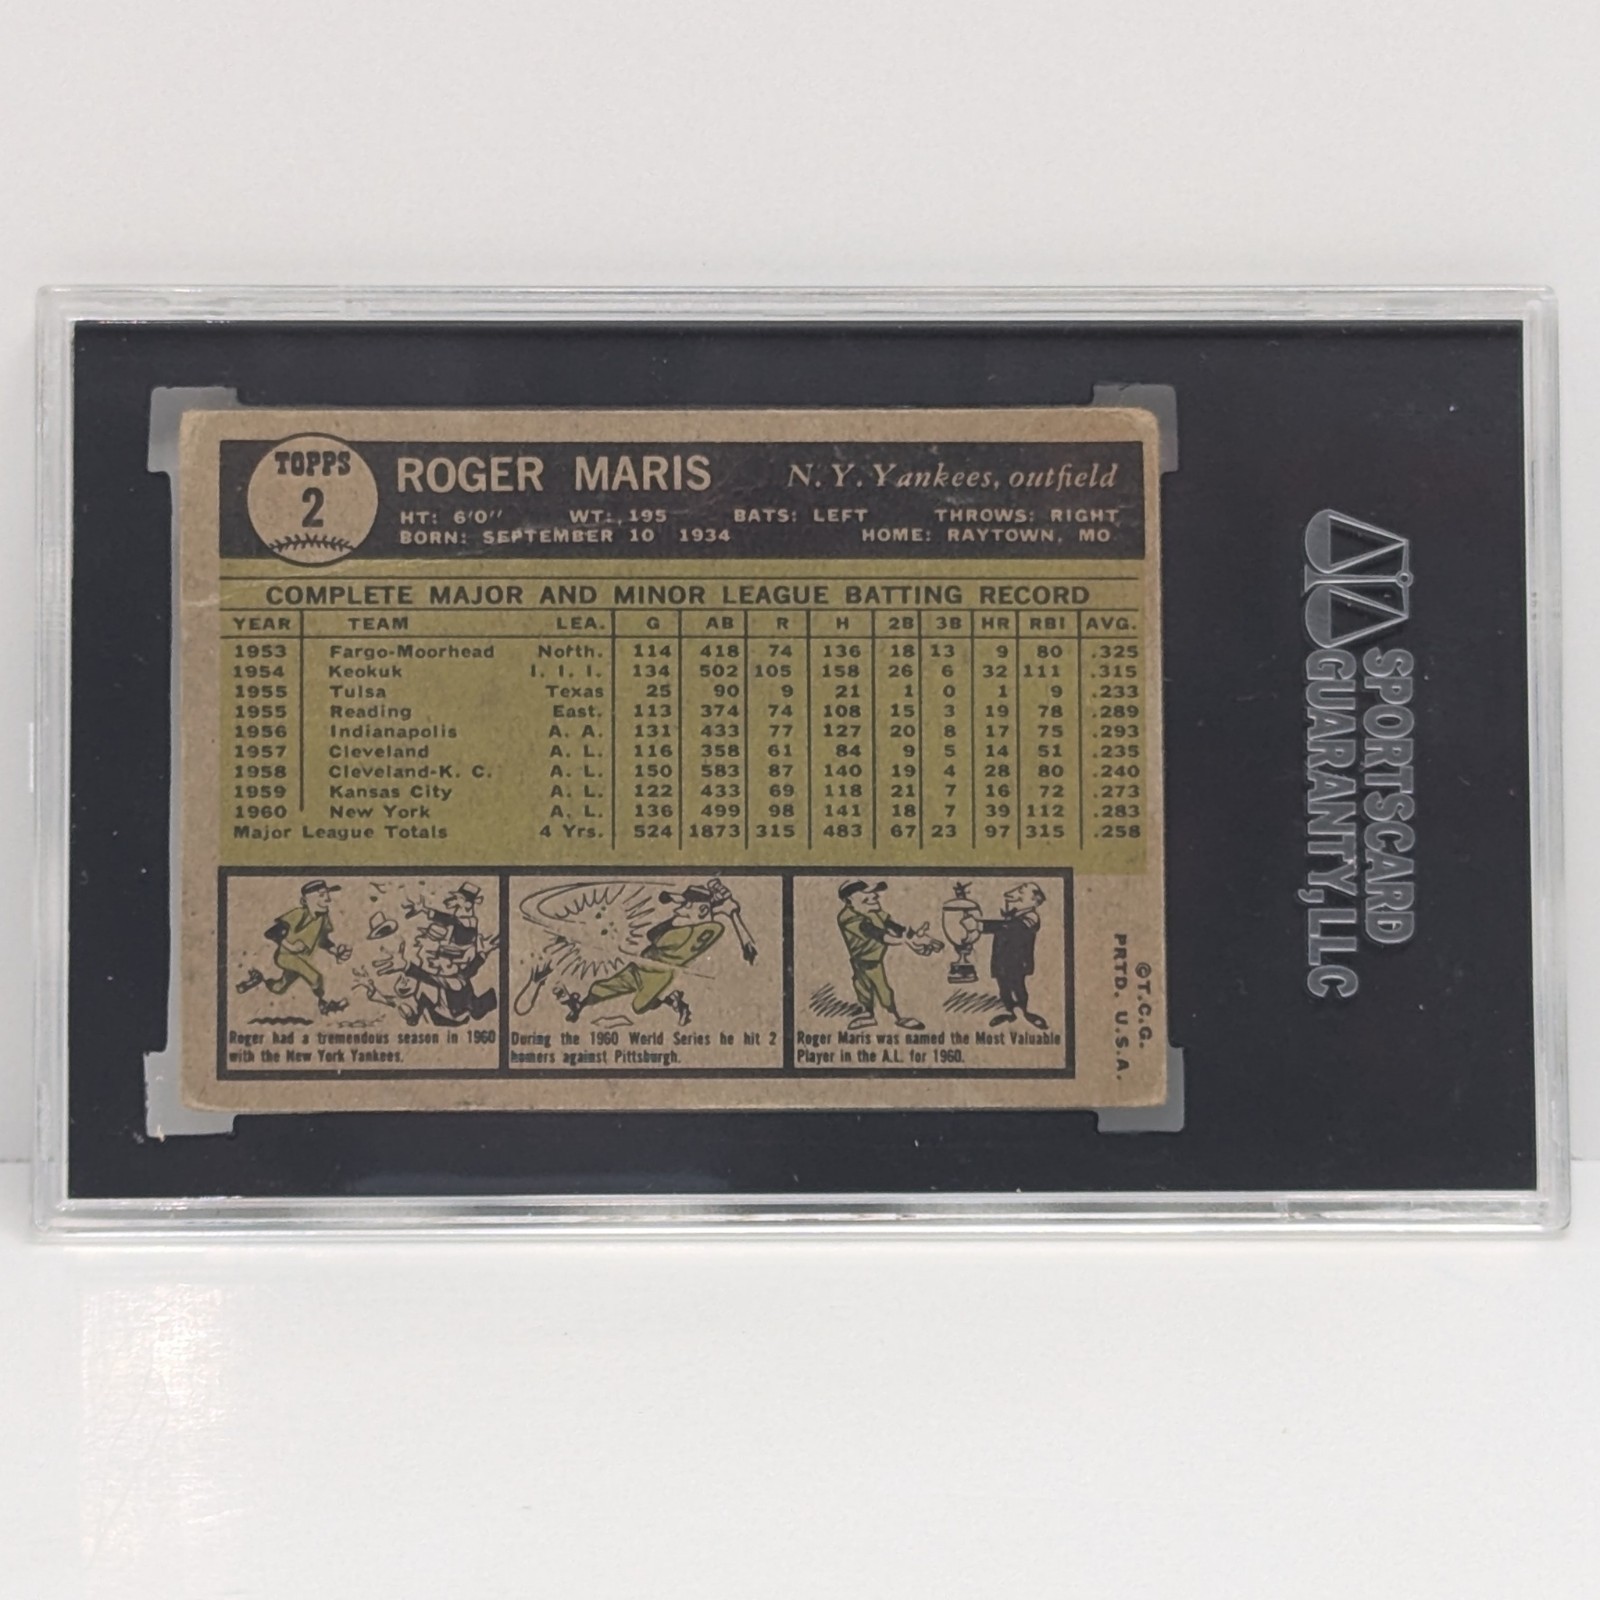 TOPPS
2
ROGER MARIS N.Y. Yankees, outfield
HT: 6'0" WT: 195 BATS: LEFT THROWS: RIGHT
BORN: SEPTEMBER 10 1934 HOME: RAYTOWN, MO
COMPLETE MAJOR AND MINOR LEAGUE BATTING RECORD
YEAR TEAM LEA. G AB R H 2B 3B HR RBI AVG.
1953 Fargo-Moorhead North. 114 418 74 136 18 13 9 80 .325
1954 Keokuk I. I. I. 134 502 105 158 26 6 32 111 .315
1955 Tulsa Texas 25 90 9 21 1 0 1 9 .233
1955 Reading East. 113 374 74 108 15 3 19 78 .289
1956 Indianapolis A. A. 131 433 77 127 20 8 17 75 .293
1957 Cleveland A. L. 116 358 61 84 9 5 14 51 .235
1958 Cleveland-K. C. A. L. 150 583 87 140 19 4 28 80 .240
1959 Kansas City A. L. 122 433 69 118 21 7 16 72 .273
1960 New York A. L. 136 499 98 141 18 7 39 112 .283
Major League Totals 4 Yrs. 524 1873 315 483 67 23 97 315 .258
9
Roger had a tremendous season in 1960
with the New York Yankees.
During the 1960 World Series he hit 2
homers against Pittsburgh.
Roger Maris was named the Most Valuable
Player in the A.L. for 1960.
©T.C.G.
PRTD. U.S.A.
SPORTSCARD
GUARANTY, LLC